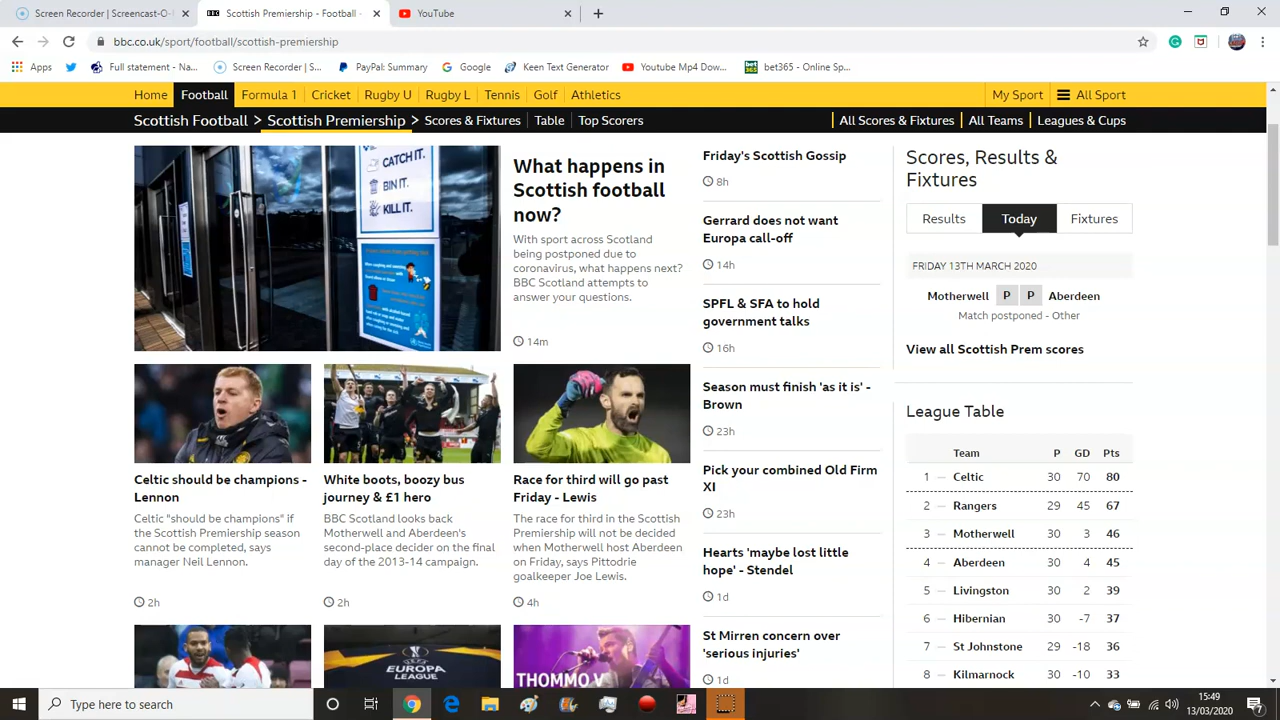 Screen Recorder | Screencast-O-M
BBC Scottish Premiership - Football -
YouTube
bbc.co.uk/sport/football/scottish-premiership
Apps
Full statement - Na...
Screen Recorder | S...
PayPal: Summary
Google
Keen Text Generator
Youtube Mp4 Dow...
bet365 - Online Sp...
Home
Football
Formula 1
Cricket
Rugby U
Rugby L
Tennis
Golf
Athletics
My Sport
All Sport
Scottish Football > Scottish Premiership > Scores & Fixtures
Table
Top Scorers
All Scores & Fixtures
All Teams
Leagues & Cups
CATCH IT.
BIN IT.
KILL IT.
What happens in
Scottish football
now?
With sport across Scotland
being postponed due to
coronavirus, what happens next?
BBC Scotland attempts to
answer your questions.
14m
Celtic should be champions -
Lennon
Celtic "should be champions" if
the Scottish Premiership season
cannot be completed, says
manager Neil Lennon.
2h
White boots, boozy bus
journey & £1 hero
BBC Scotland looks back
Motherwell and Aberdeen's
second-place decider on the final
day of the 2013-14 campaign.
2h
Race for third will go past
Friday - Lewis
The race for third in the Scottish
Premiership will not be decided
when Motherwell host Aberdeen
on Friday, says Pittodrie
goalkeeper Joe Lewis.
4h
EUROPA
LEAGUE
THOMMO V
Friday's Scottish Gossip
8h
Gerrard does not want
Europa call-off
14h
SPFL & SFA to hold
government talks
16h
Season must finish 'as it is' -
Brown
23h
Pick your combined Old Firm
XI
23h
Hearts 'maybe lost little
hope' - Stendel
1d
St Mirren concern over
'serious injuries'
1d
Scores, Results &
Fixtures
Results
Today
Fixtures
FRIDAY 13TH MARCH 2020
Motherwell P P Aberdeen
Match postponed - Other
View all Scottish Prem scores
League Table
Team P GD Pts
1 Celtic 30 70 80
2 Rangers 29 45 67
3 Motherwell 30 3 46
4 Aberdeen 30 4 45
5 Livingston 30 2 39
6 Hibernian 30 -7 37
7 St Johnstone 29 -18 36
8 Kilmarnock 30 -10 33
Type here to search
15:49
13/03/2020
7